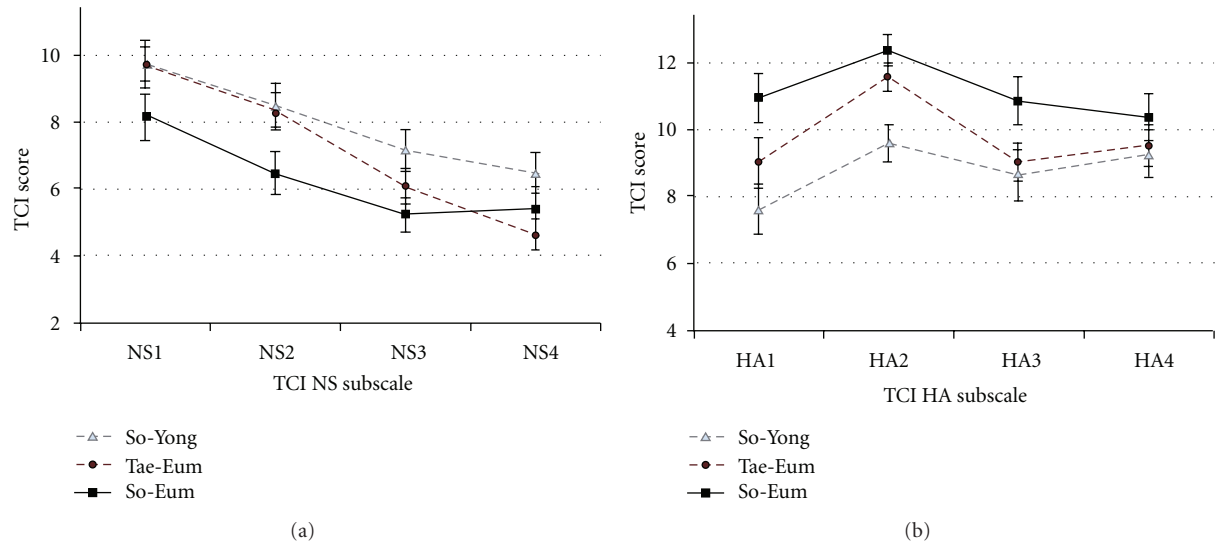 10
8
6
4
2
TCI score
NS1 NS2 NS3 NS4
TCI NS subscale
So-Yong
Tae-Eum
So-Eum
(a)
12
10
8
6
4
TCI score
HA1 HA2 HA3 HA4
TCI HA subscale
So-Yong
Tae-Eum
So-Eum
(b)